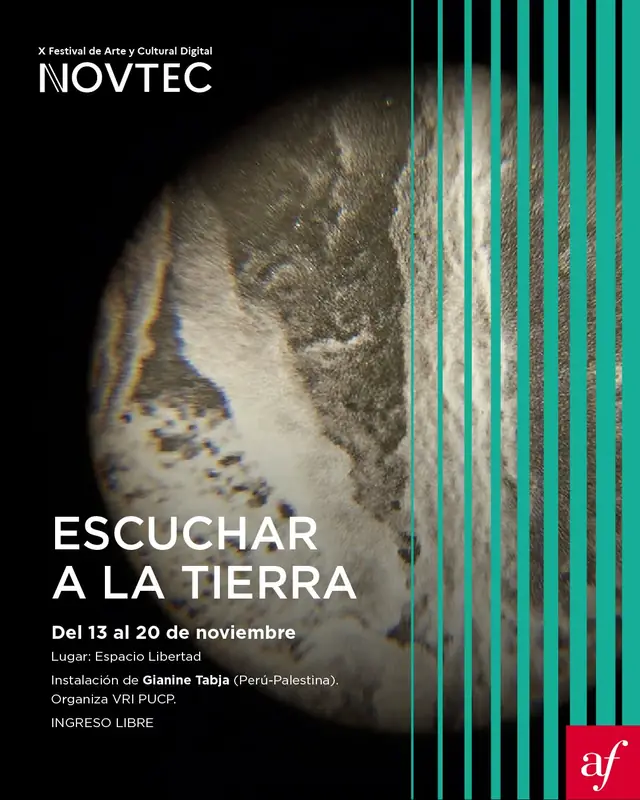 X Festival de Arte y Cultural Digital
NOVTEC
ESCUCHAR
A LA TIERRA
Del 13 al 20 de noviembre
Lugar: Espacio Libertad
Instalación de Gianine Tabja (Perú-Palestina).
Organiza VRI PUCP.
INGRESO LIBRE
af